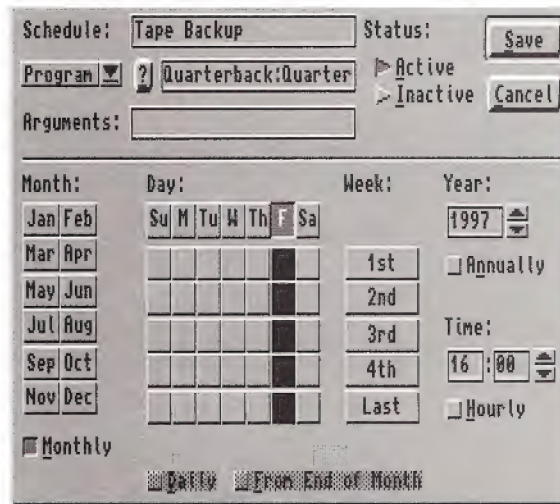 Schedule: Tape Backup Status: Save
Program ? Quarterback:Quarter Active
Inactive Cancel
Arguments:
Month: Day: Week: Year:
Jan Feb Su M Tu W Th F Sa 1997
Mar Apr 1st Annually
May Jun 2nd
Jul Aug 3rd Time:
Sep Oct 4th 16:00
Nov Dec Last Hourly
Monthly
Daily From End of Month